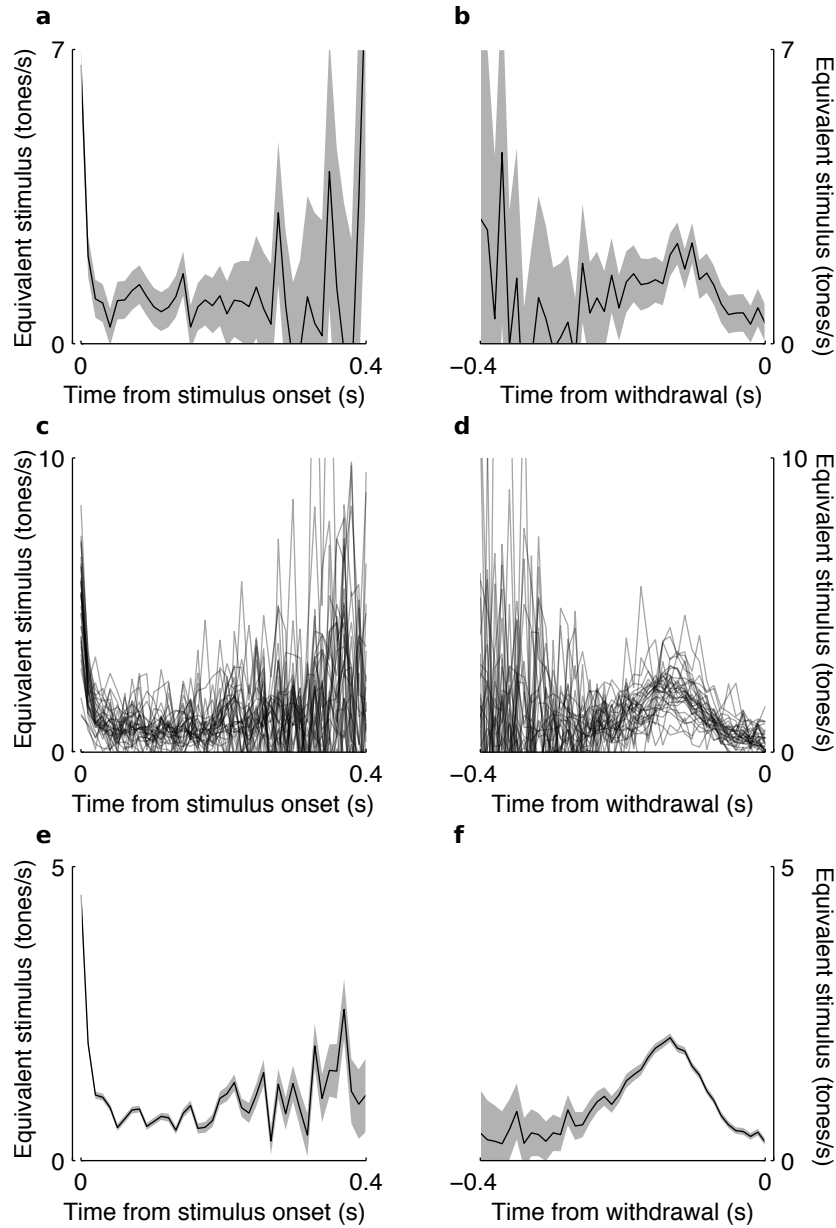 a
7
Equivalent stimulus (tones/s)
0
0
0.4
Time from stimulus onset (s)
b
7
Equivalent stimulus (tones/s)
0
−0.4
0
Time from withdrawal (s)
c
10
Equivalent stimulus (tones/s)
0
0
0.4
Time from stimulus onset (s)
d
10
Equivalent stimulus (tones/s)
0
−0.4
0
Time from withdrawal (s)
e
5
Equivalent stimulus (tones/s)
0
0
0.4
Time from stimulus onset (s)
f
5
Equivalent stimulus (tones/s)
0
−0.4
0
Time from withdrawal (s)